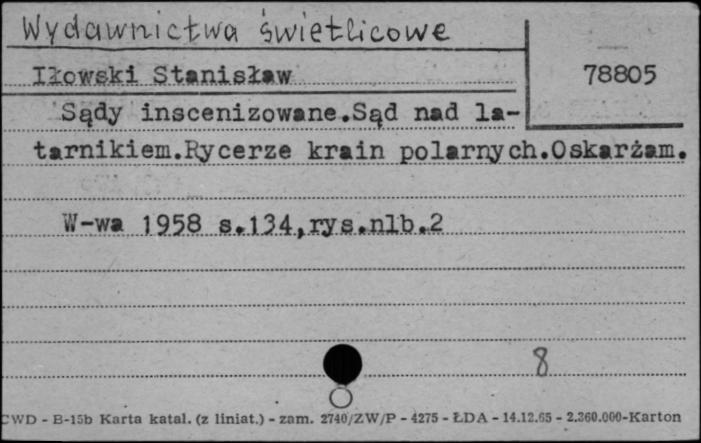 Wydawnictwa świetlicowe
Iłowski Stanisław
78805
Sądy inscenizowane.Sąd nad la-
tarnikiem.Rycerze krain polarnych.Oskarżam.
W-wa 1958 s.134,rys.nlb.2
8
CWD - B-15b Karta katal. (z liniat.) - zam. 2740/ZW/P - 4275 - ŁDA - 14.12.65 - 2.360.000-Karton